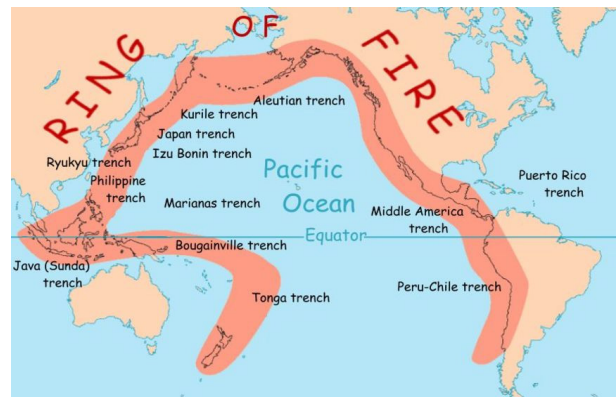 RING OF FIRE
Aleutian trench
Kurile trench
Japan trench
Izu Bonin trench
Ryukyu trench
Philippine
trench
Marianas trench
Pacific
Ocean
Equator
Bougainville trench
Java (Sunda)
trench
Tonga trench
Puerto Rico
trench
Middle America
trench
Peru-Chile trench